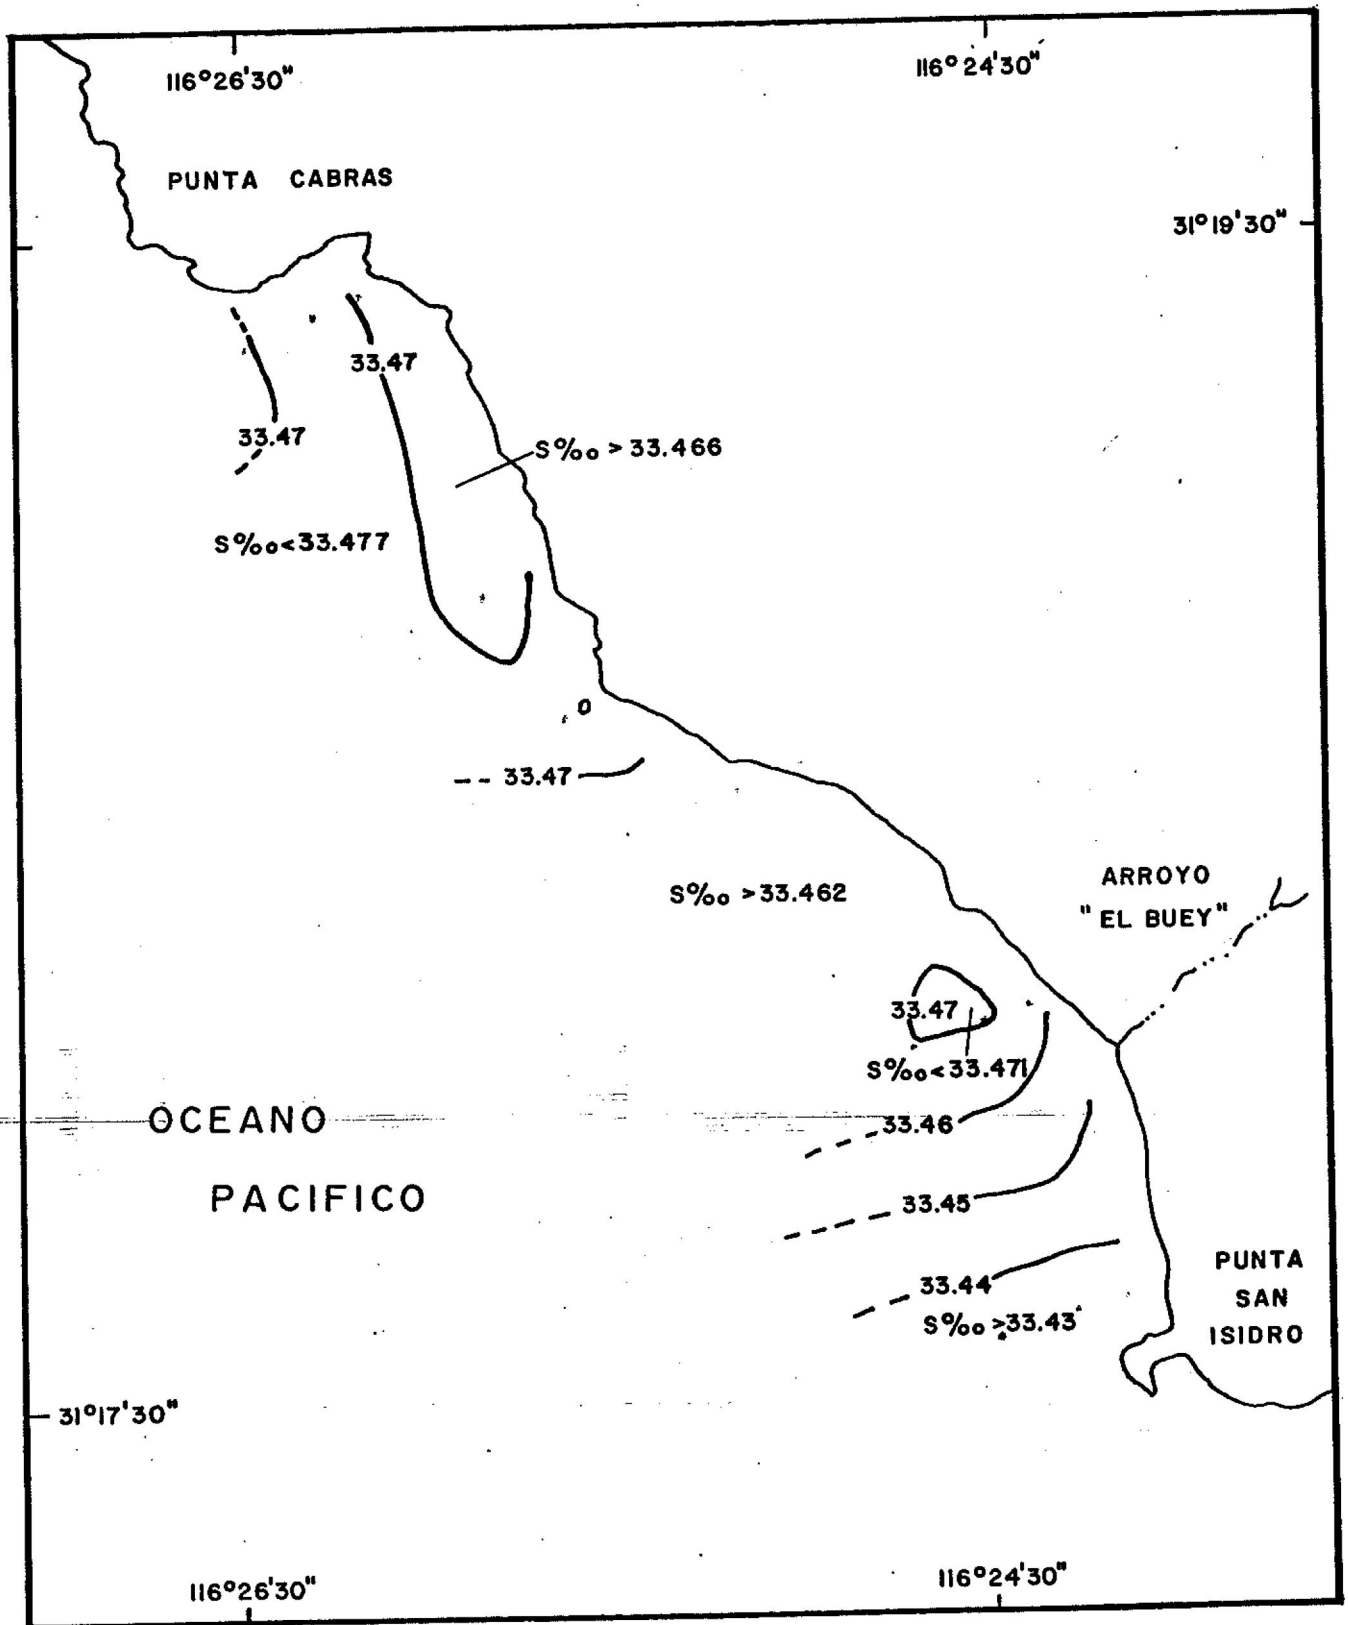 116°26'30"
116°24'30"
PUNTA CABRAS
31°19'30"
33.47
33.47
S‰ > 33.466
S‰ < 33.477
33.47
S‰ > 33.462
ARROYO
"EL BUEY"
33.47
S‰ < 33.471
OCEANO
PACIFICO
33.46
33.45
33.44
S‰ > 33.43
PUNTA
SAN
ISIDRO
31°17'30"
116°26'30"
116°24'30"